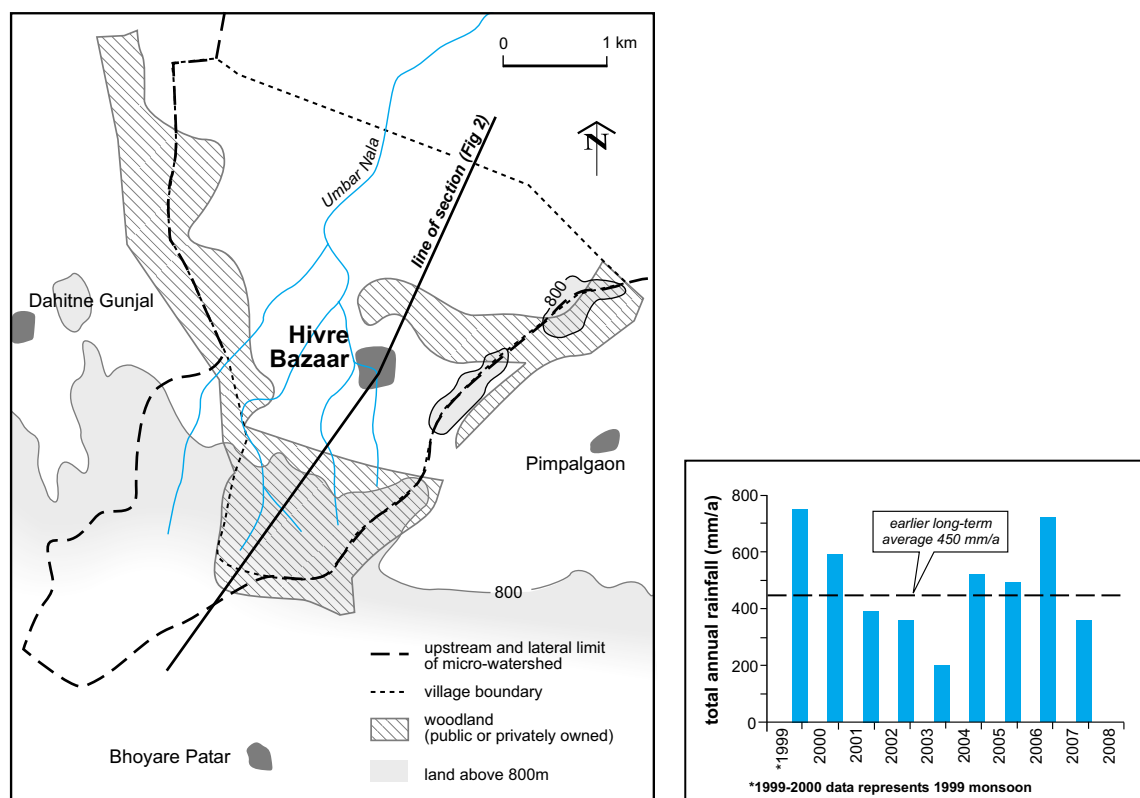 0 1 km
N
Umbar Nala
line of section (Fig 2)
800
Dahitne Gunjal
Hivre
Bazaar
Pimpalgaon
800
Bhoyare Patar
upstream and lateral limit
of micro-watershed
village boundary
woodland
(public or privately owned)
land above 800m
total annual rainfall (mm/a)
800
600
400
200
0
earlier long-term
average 450 mm/a
*1999 2000 2001 2002 2003 2004 2005 2006 2007 2008
*1999-2000 data represents 1999 monsoon